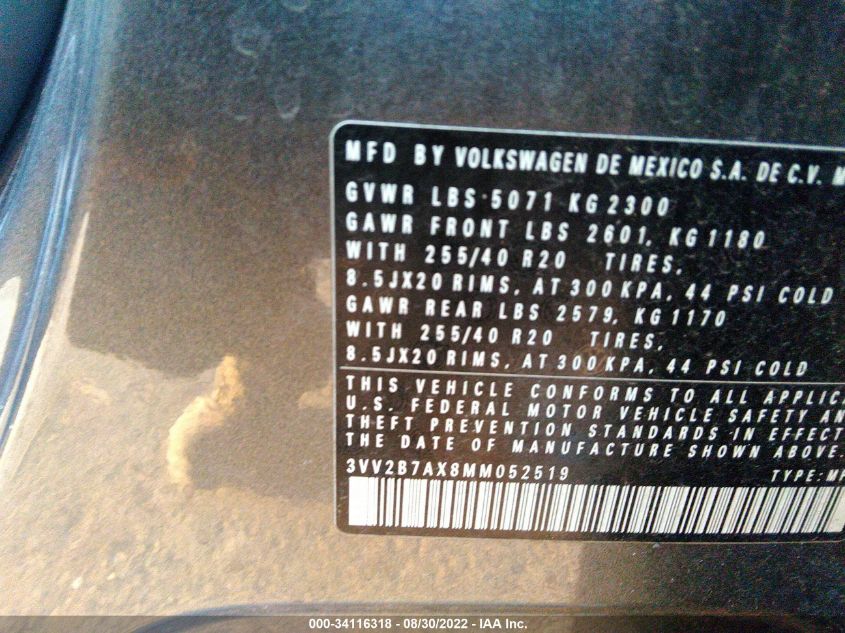 MFD BY VOLKSWAGEN DE MEXICO S.A. DE C.V.
GVWR LBS 5071 KG 2300
GAWR FRONT LBS 2601, KG 1180
WITH 255/40 R20 TIRES,
8.5JX20 RIMS, AT 300 KPA, 44 PSI COLD
GAWR REAR LBS 2579, KG 1170
WITH 255/40 R20 TIRES,
8.5JX20 RIMS, AT 300 KPA, 44 PSI COLD
THIS VEHICLE CONFORMS TO ALL
U.S. FEDERAL MOTOR VEHICLE SAFETY
THEFT PREVENTION STANDARDS IN EFFECT
THE DATE OF MANUFACTURE SHOWN ABOVE.
3VV2B7AX8MM052519 TYPE:
000-34116318 - 08/30/2022 - IAA Inc.